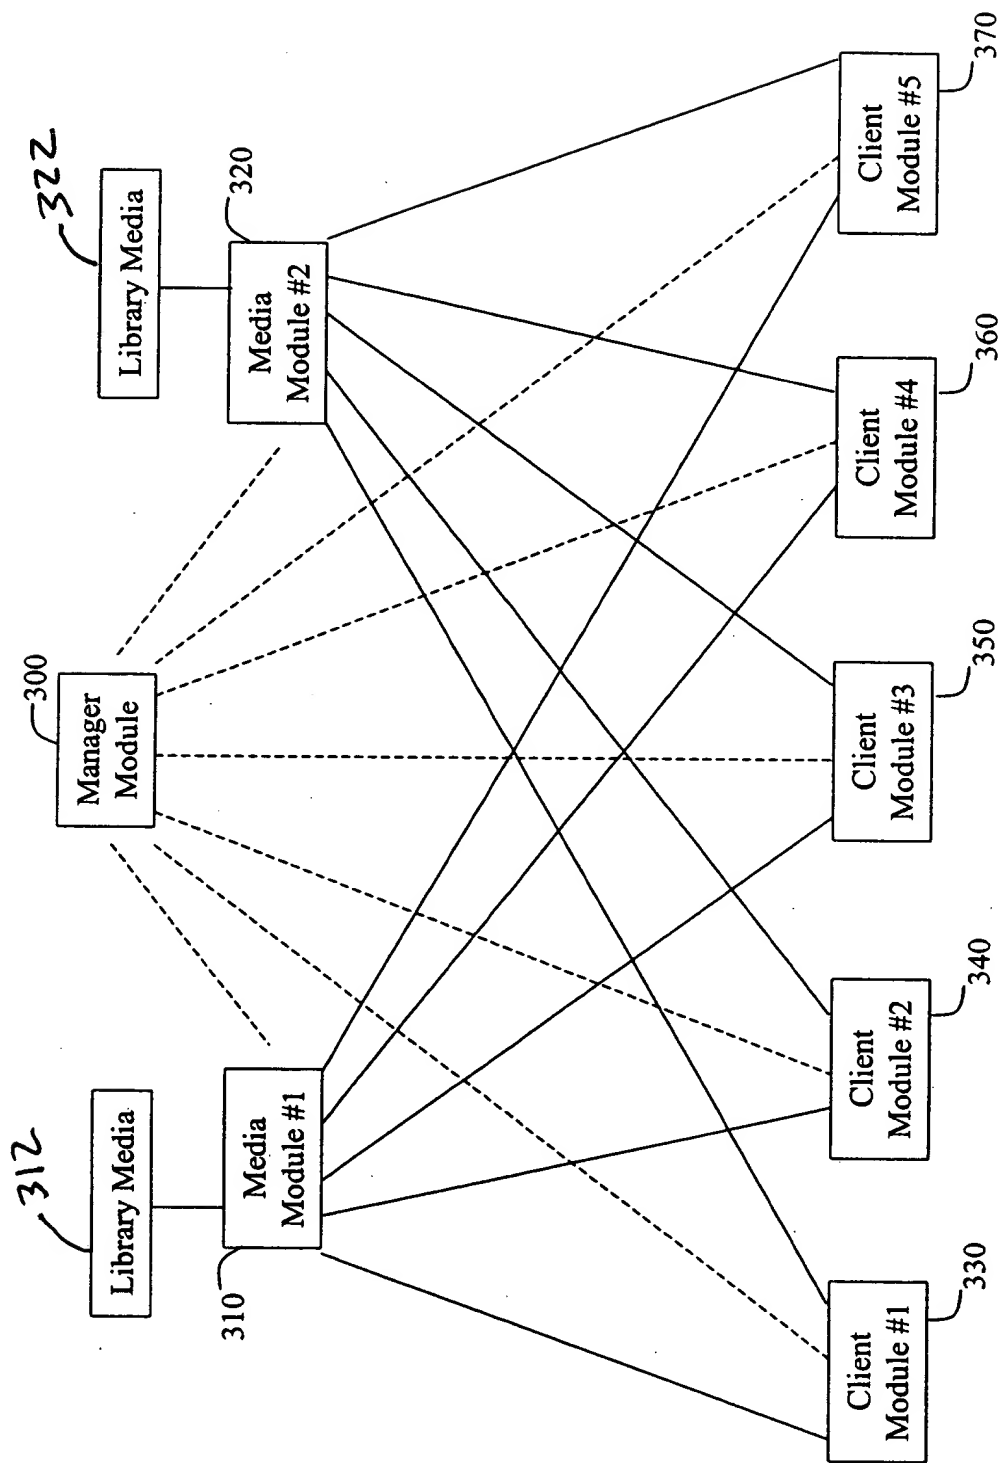 312
322
Library Media
Library Media
300
Manager
Module
310
Media
Module #1
320
Media
Module #2
Client
Module #1
330
Client
Module #2
340
Client
Module #3
350
Client
Module #4
360
Client
Module #5
370